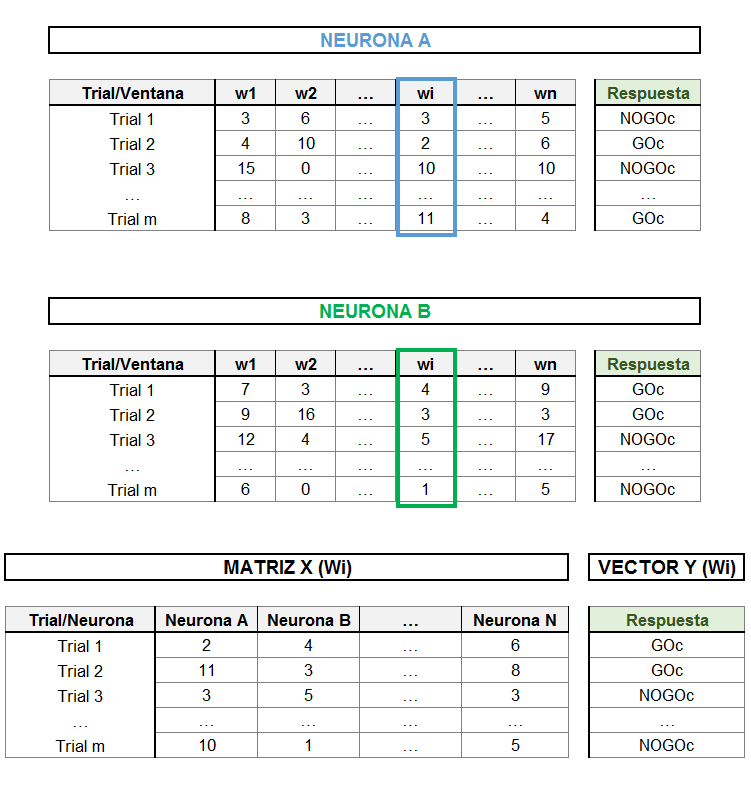 NEURONA A
Trial/Ventana w1 w2 … wi … wn Respuesta
Trial 1 3 6 … 3 … 5 NOGOc
Trial 2 4 10 … 2 … 6 GOc
Trial 3 15 0 … 10 … 10 NOGOc
… … … … … … … …
Trial m 8 3 … 11 … 4 GOc
NEURONA B
Trial/Ventana w1 w2 … wi … wn Respuesta
Trial 1 7 3 … 4 … 9 GOc
Trial 2 9 16 … 3 … 3 GOc
Trial 3 12 4 … 5 … 17 NOGOc
… … … … … … … …
Trial m 6 0 … 1 … 5 NOGOc
MATRIZ X (Wi) VECTOR Y (Wi)
Trial/Neurona Neurona A Neurona B … Neurona N Respuesta
Trial 1 2 4 … 6 GOc
Trial 2 11 3 … 8 GOc
Trial 3 3 5 … 3 NOGOc
… … … … … …
Trial m 10 1 … 5 NOGOc